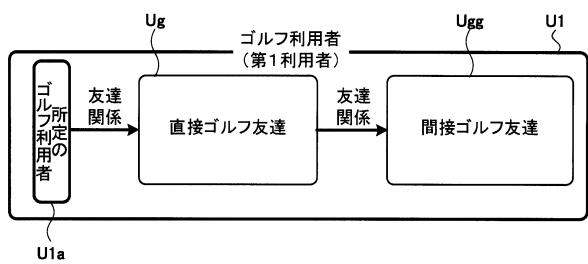 Ug
ゴルフ利用者
（第１利用者）
Ugg
U1
所定の
ゴルフ利用者
友達
関係
直接ゴルフ友達
友達
関係
間接ゴルフ友達
U1a